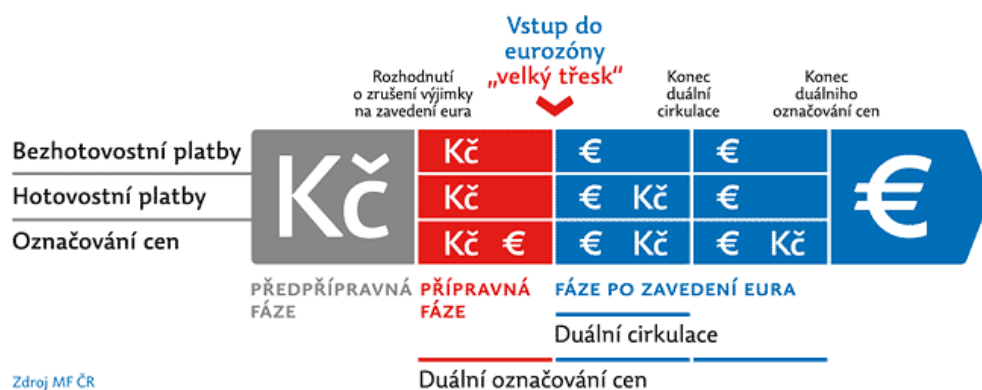 Vstup do
eurozóny
„velký třesk“
Rozhodnutí
o zrušení výjimky
na zavedení eura
Konec
duální
cirkulace
Konec
duálního
označování cen
Bezhotovostní platby
Hotovostní platby
Označování cen
Kč
Kč
€
€
Kč
€ Kč
€
Kč €
€ Kč
€ Kč
€
PŘEDPŘÍPRAVNÁ
FÁZE
PŘÍPRAVNÁ
FÁZE
FÁZE PO ZAVEDENÍ EURA
Duální cirkulace
Duální označování cen
Zdroj MF ČR